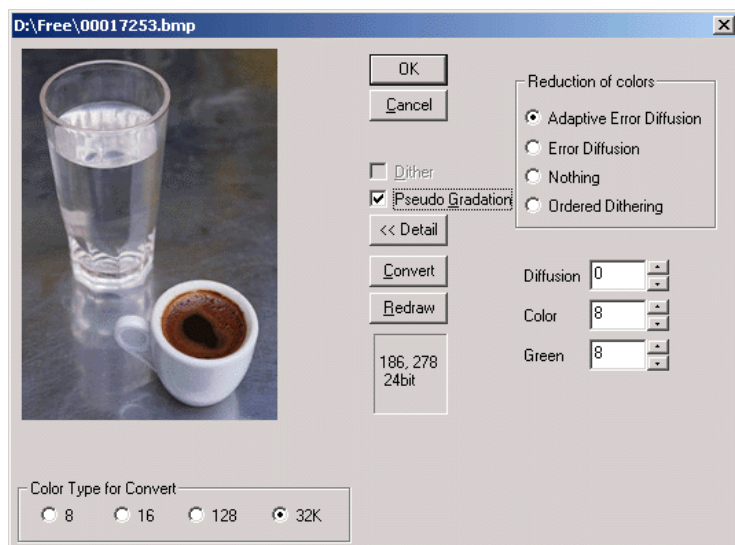 D:\Free\00017253.bmp
OK
Cancel
Dither
Pseudo Gradation
<< Detail
Convert
Redraw
186, 278
24bit
Reduction of colors
Adaptive Error Diffusion
Error Diffusion
Nothing
Ordered Dithering
Diffusion 0
Color 8
Green 8
Color Type for Convert
8 16 128 32K